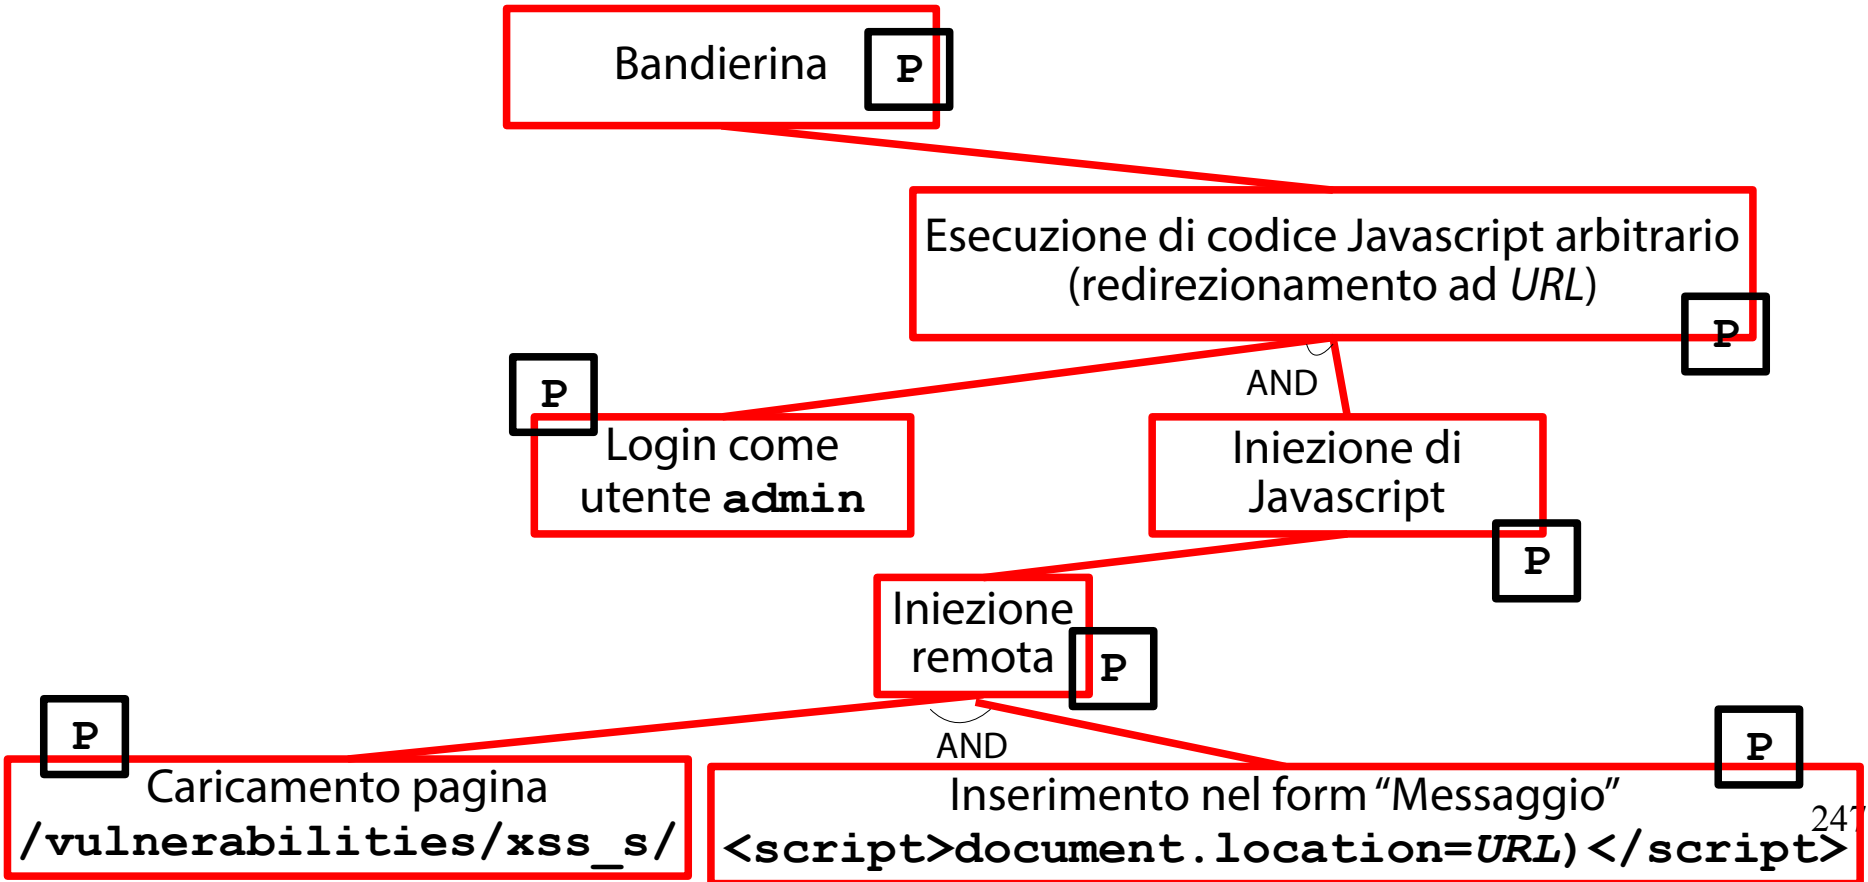 Bandierina
P
Esecuzione di codice Javascript arbitrario
(redirezionamento ad URL)
P
AND
P
Login come
utente admin
Iniezione di
Javascript
P
Iniezione
remota
P
AND
P
Caricamento pagina
/vulnerabilities/xss_s/
P
Inserimento nel form “Messaggio”
<script>document.location=URL)</script>
247